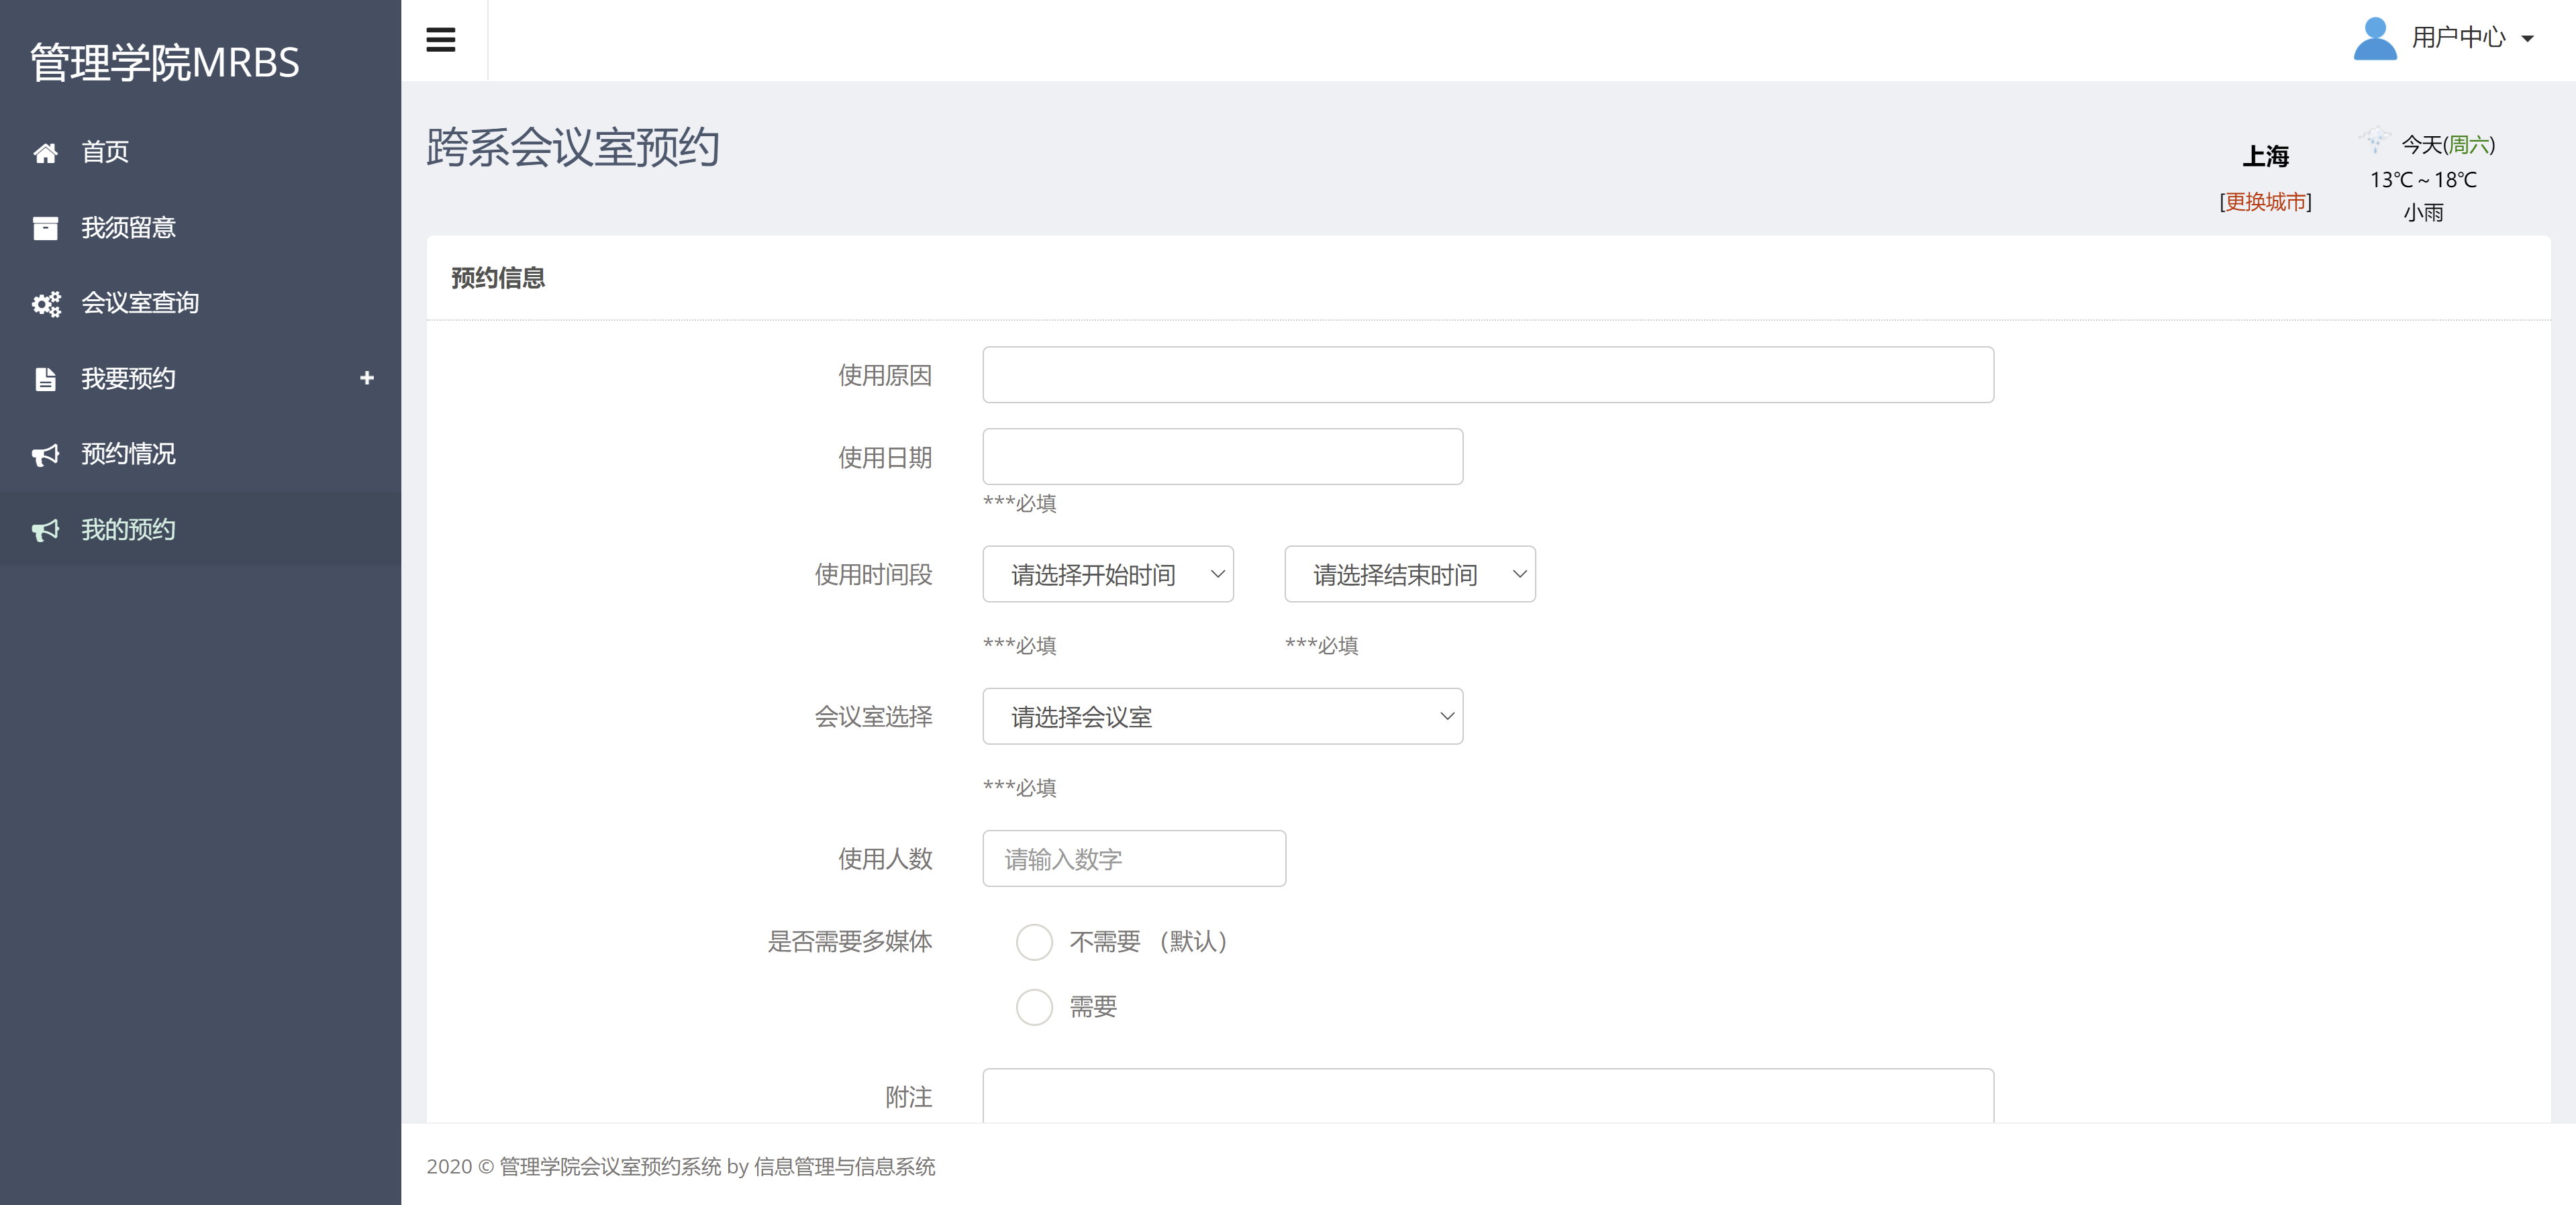 管理学院MRBS
首页
我须留意
会议室查询
我要预约
预约情况
我的预约
用户中心
跨系会议室预约
上海
[更换城市]
今天(周六)
13℃～18℃
小雨
预约信息
使用原因
使用日期
***必填
使用时间段
请选择开始时间
请选择结束时间
***必填
***必填
会议室选择
请选择会议室
***必填
使用人数
请输入数字
是否需要多媒体
不需要 （默认）
需要
附注
2020 © 管理学院会议室预约系统 by 信息管理与信息系统